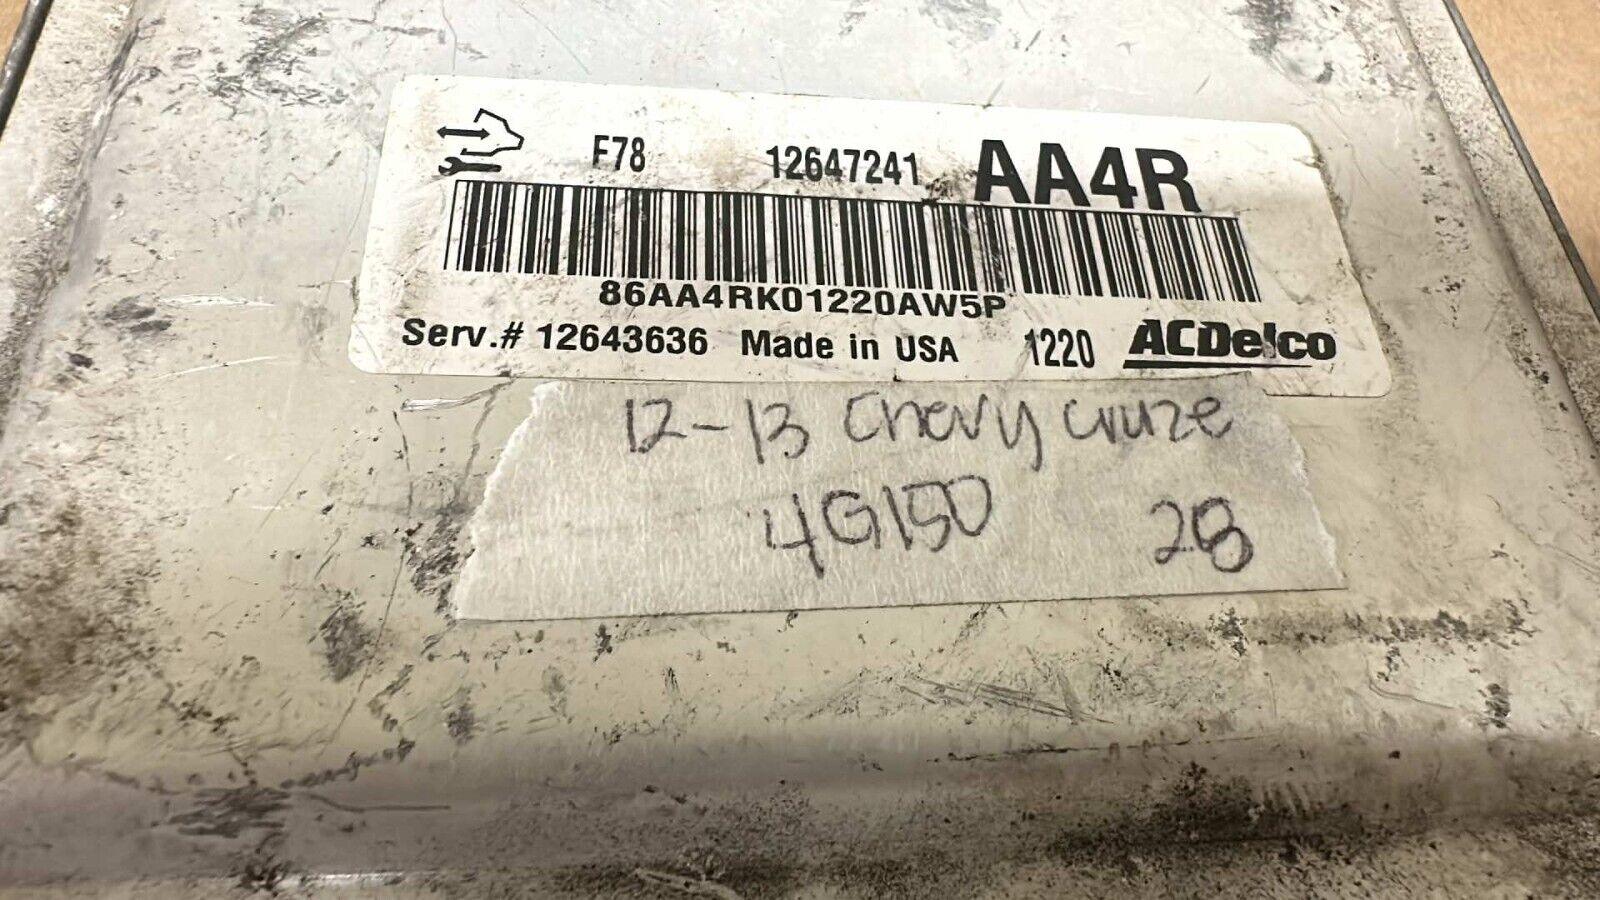 F78 12647241 AA4R
86AA4RK01220AW5P
Serv.# 12643636 Made in USA 1220 ACDelco
12-13 Chevy Cruze
4G150 28